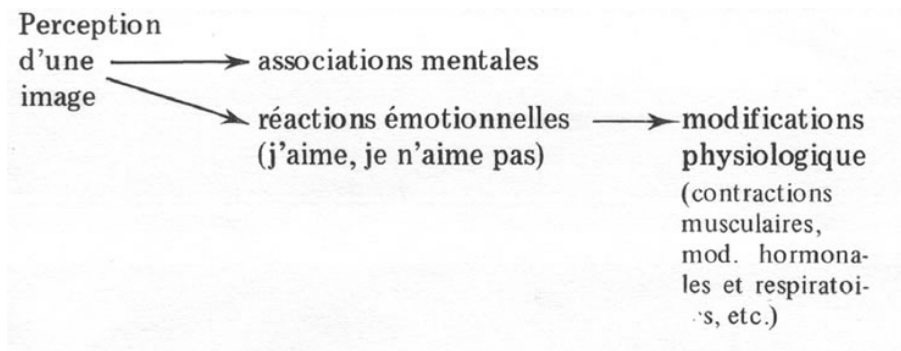 Perception
d'une
image
associations mentales
réactions émotionnelles
(j'aime, je n'aime pas)
modifications
physiologique
(contractions
musculaires,
mod. hormona-
les et respiratoi-
s, etc.)